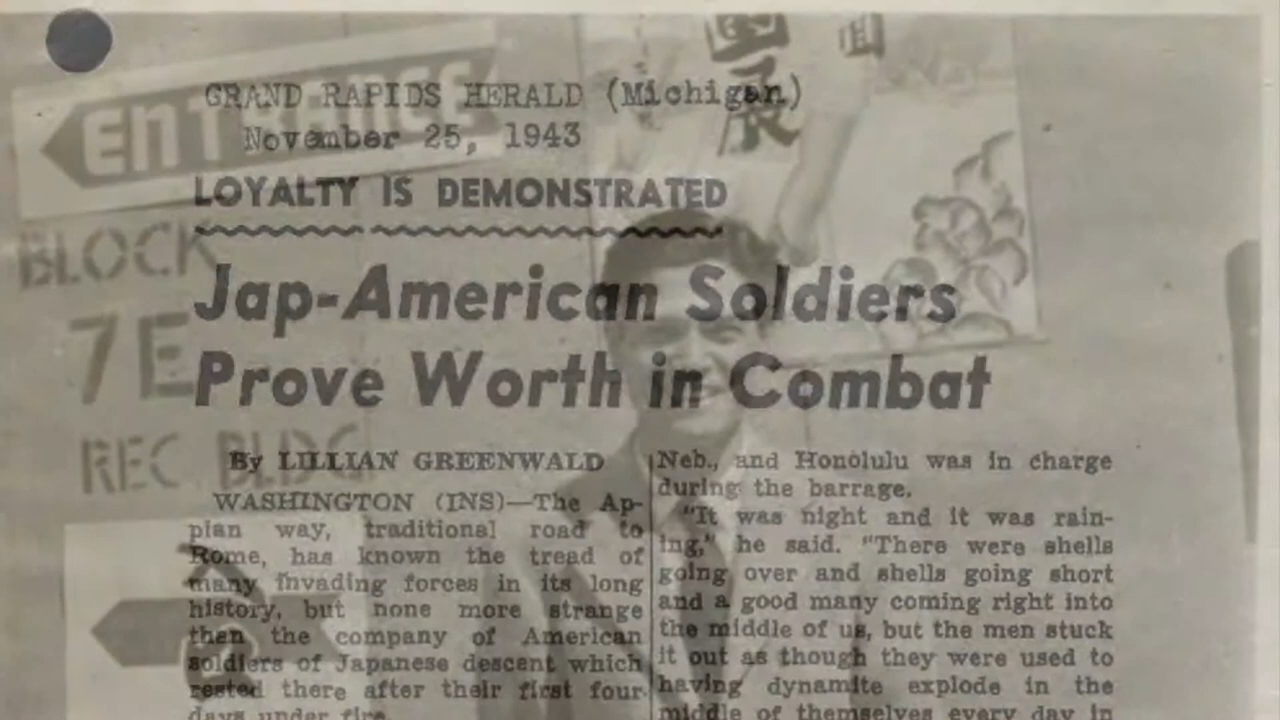 GRAND RAPIDS HERALD (Michigan)
November 25, 1943
LOYALTY IS DEMONSTRATED
Jap-American Soldiers
Prove Worth in Combat
By LILLIAN GREENWALD
WASHINGTON (INS)—The Ap-
pian way, traditional road to
Rome, has known the tread of
many invading forces in its long
history, but none more strange
than the company of American
soldiers of Japanese descent which
rested there after their first four
days under fire.
Neb., and Honolulu was in charge
during the barrage.
"It was night and it was rain-
ing," he said. "There were shells
going over and shells going short
and a good many coming right into
the middle of us, but the men stuck
it out as though they were used to
having dynamite explode in the
middle of themselves every day in
ENTRANCE
BLOCK
7E
REC BLDG.
展